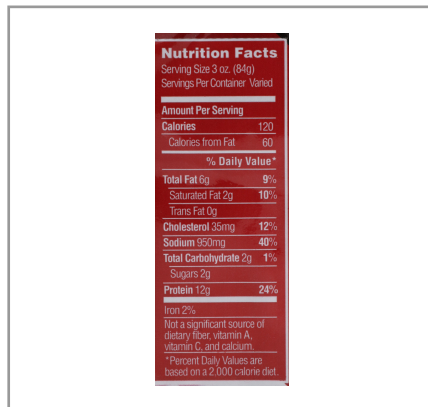 Nutrition Facts
Serving Size 3 oz. (84g)
Servings Per Container Varied
Amount Per Serving
Calories 120
Calories from Fat 60
% Daily Value*
Total Fat 6g 9%
Saturated Fat 2g 10%
Trans Fat 0g
Cholesterol 35mg 12%
Sodium 950mg 40%
Total Carbohydrate 2g 1%
Sugars 2g
Protein 12g 24%
Iron 2%
Not a significant source of
dietary fiber, vitamin A,
vitamin C, and calcium.
*Percent Daily Values are
based on a 2,000 calorie diet.